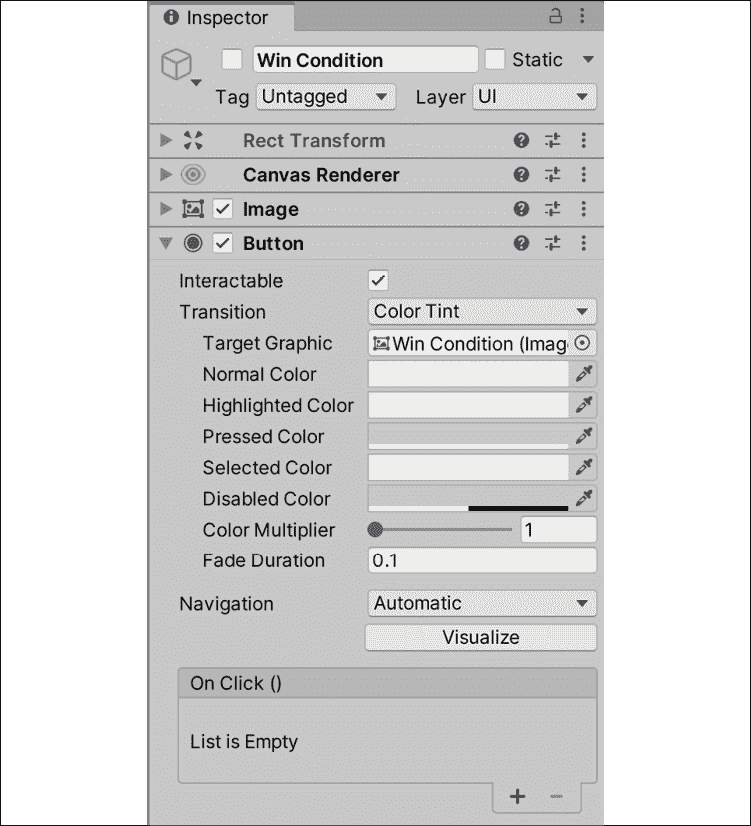 Inspector
Win Condition Static
Tag Untagged Layer UI
Rect Transform
Canvas Renderer
Image
Button
Interactable
Transition Color Tint
Target Graphic Win Condition (Imag
Normal Color
Highlighted Color
Pressed Color
Selected Color
Disabled Color
Color Multiplier 1
Fade Duration 0.1
Navigation Automatic
Visualize
On Click ()
List is Empty